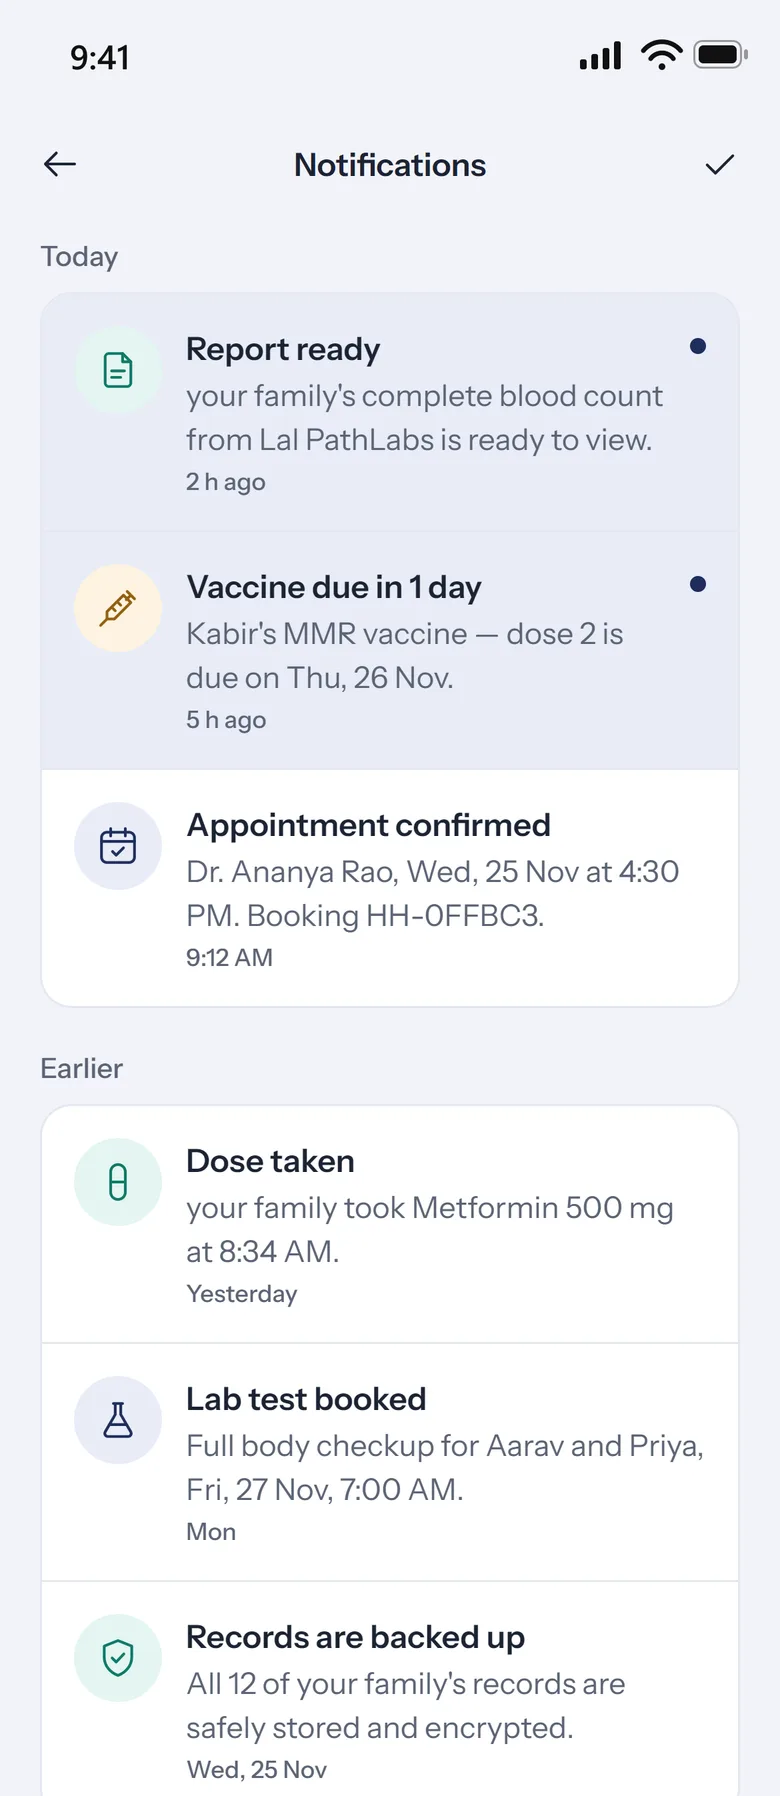 9:41
Notifications
Today
Report ready
your family's complete blood count
from Lal PathLabs is ready to view.
2 h ago
Vaccine due in 1 day
Kabir's MMR vaccine — dose 2 is
due on Thu, 26 Nov.
5 h ago
Appointment confirmed
Dr. Ananya Rao, Wed, 25 Nov at 4:30
PM. Booking HH-0FFBC3.
9:12 AM
Earlier
Dose taken
your family took Metformin 500 mg
at 8:34 AM.
Yesterday
Lab test booked
Full body checkup for Aarav and Priya,
Fri, 27 Nov, 7:00 AM.
Mon
Records are backed up
All 12 of your family's records are
safely stored and encrypted.
Wed, 25 Nov